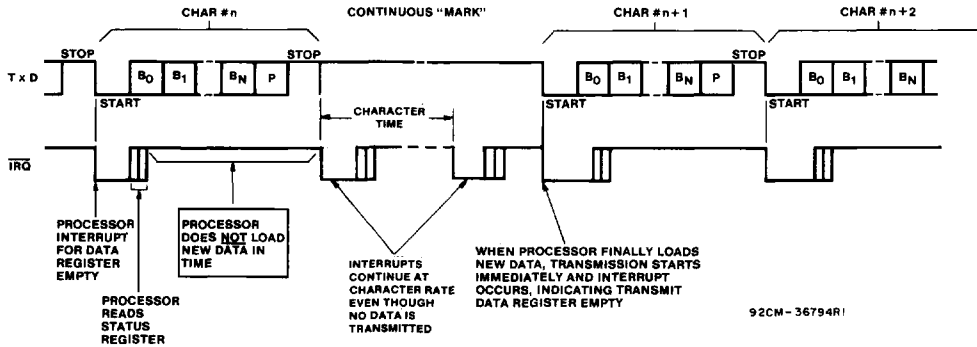 CHAR #n
CONTINUOUS "MARK"
CHAR #n+1
CHAR #n+2
STOP
STOP
STOP
TxD
B0
B1
BN
P
B0
B1
BN
P
B0
B1
BN
START
START
START
CHARACTER
TIME
IRQ
PROCESSOR
INTERRUPT
FOR DATA
REGISTER
EMPTY
PROCESSOR
READS
STATUS
REGISTER
PROCESSOR
DOES NOT LOAD
NEW DATA IN
TIME
INTERRUPTS
CONTINUE AT
CHARACTER RATE
EVEN THOUGH
NO DATA IS
TRANSMITTED
WHEN PROCESSOR FINALLY LOADS
NEW DATA, TRANSMISSION STARTS
IMMEDIATELY AND INTERRUPT
OCCURS, INDICATING TRANSMIT
DATA REGISTER EMPTY
92CM-36794RI